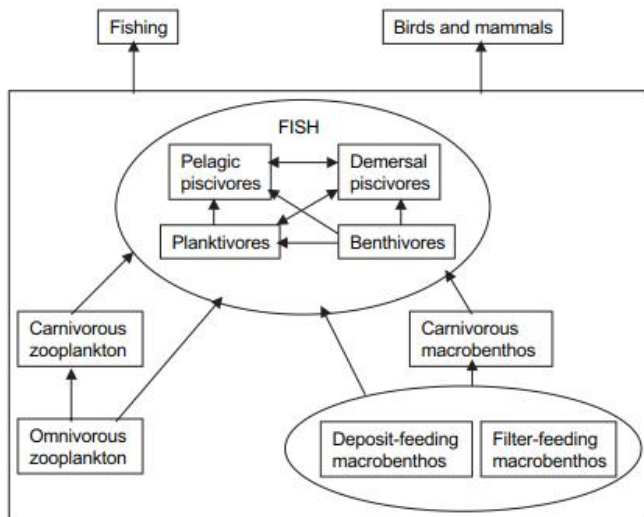 Fishing
Birds and mammals
FISH
Pelagic
piscivores
Demersal
piscivores
Planktivores
Benthivores
Carnivorous
zooplankton
Carnivorous
macrobenthos
Omnivorous
zooplankton
Deposit-feeding
macrobenthos
Filter-feeding
macrobenthos